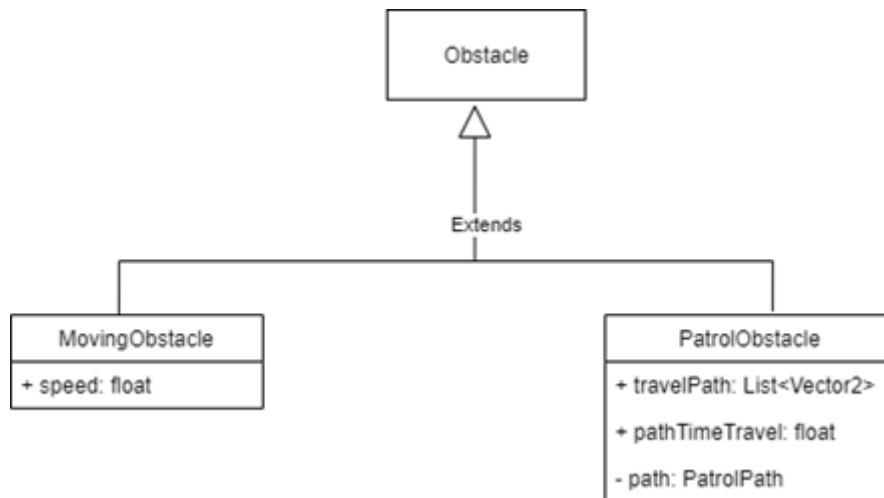 Obstacle
Extends
MovingObstacle
+ speed: float
PatrolObstacle
+ travelPath: List<Vector2>
+ pathTimeTravel: float
- path: PatrolPath